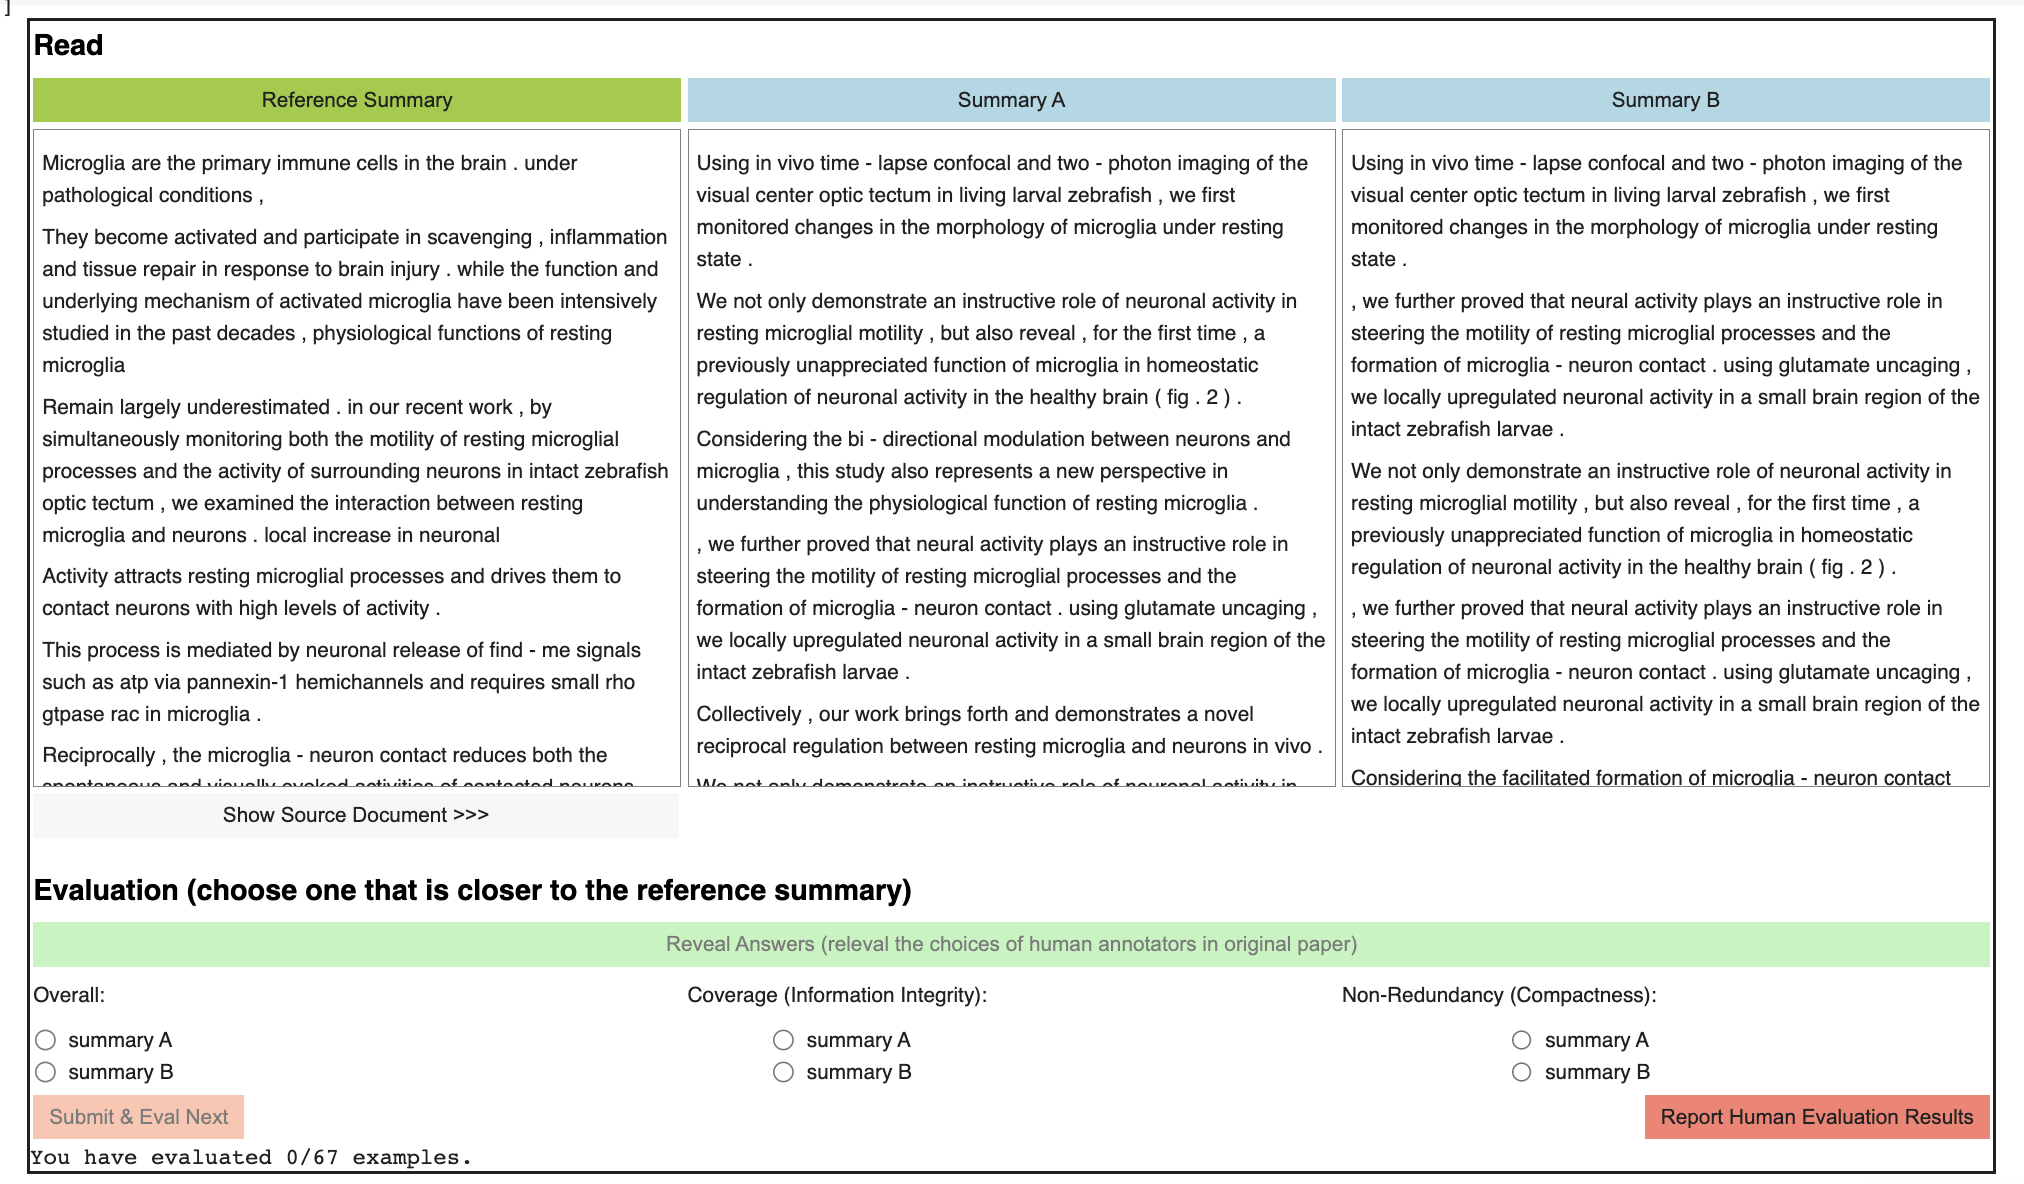 ]
Read
Reference Summary
Summary A
Summary B
Microglia are the primary immune cells in the brain . under
pathological conditions ,
They become activated and participate in scavenging , inflammation
and tissue repair in response to brain injury . while the function and
underlying mechanism of activated microglia have been intensively
studied in the past decades , physiological functions of resting
microglia
Remain largely underestimated . in our recent work , by
simultaneously monitoring both the motility of resting microglial
processes and the activity of surrounding neurons in intact zebrafish
optic tectum , we examined the interaction between resting
microglia and neurons . local increase in neuronal
Activity attracts resting microglial processes and drives them to
contact neurons with high levels of activity .
This process is mediated by neuronal release of find - me signals
such as atp via pannexin-1 hemichannels and requires small rho
gtpase rac in microglia .
Reciprocally , the microglia - neuron contact reduces both the
spontaneous and visually evoked activities of contacted neurons
Using in vivo time - lapse confocal and two - photon imaging of the
visual center optic tectum in living larval zebrafish , we first
monitored changes in the morphology of microglia under resting
state .
We not only demonstrate an instructive role of neuronal activity in
resting microglial motility , but also reveal , for the first time , a
previously unappreciated function of microglia in homeostatic
regulation of neuronal activity in the healthy brain ( fig . 2 ) .
Considering the bi - directional modulation between neurons and
microglia , this study also represents a new perspective in
understanding the physiological function of resting microglia .
, we further proved that neural activity plays an instructive role in
steering the motility of resting microglial processes and the
formation of microglia - neuron contact . using glutamate uncaging ,
we locally upregulated neuronal activity in a small brain region of the
intact zebrafish larvae .
Collectively , our work brings forth and demonstrates a novel
reciprocal regulation between resting microglia and neurons in vivo .
We not only demonstrate an instructive role of neuronal activity in
Using in vivo time - lapse confocal and two - photon imaging of the
visual center optic tectum in living larval zebrafish , we first
monitored changes in the morphology of microglia under resting
state .
, we further proved that neural activity plays an instructive role in
steering the motility of resting microglial processes and the
formation of microglia - neuron contact . using glutamate uncaging ,
we locally upregulated neuronal activity in a small brain region of the
intact zebrafish larvae .
We not only demonstrate an instructive role of neuronal activity in
resting microglial motility , but also reveal , for the first time , a
previously unappreciated function of microglia in homeostatic
regulation of neuronal activity in the healthy brain ( fig . 2 ) .
, we further proved that neural activity plays an instructive role in
steering the motility of resting microglial processes and the
formation of microglia - neuron contact . using glutamate uncaging ,
we locally upregulated neuronal activity in a small brain region of the
intact zebrafish larvae .
Considering the facilitated formation of microglia - neuron contact
Show Source Document >>>
Evaluation (choose one that is closer to the reference summary)
Reveal Answers (releval the choices of human annotators in original paper)
Overall:
summary A
summary B
Coverage (Information Integrity):
summary A
summary B
Non-Redundancy (Compactness):
summary A
summary B
Submit & Eval Next
Report Human Evaluation Results
You have evaluated 0/67 examples.